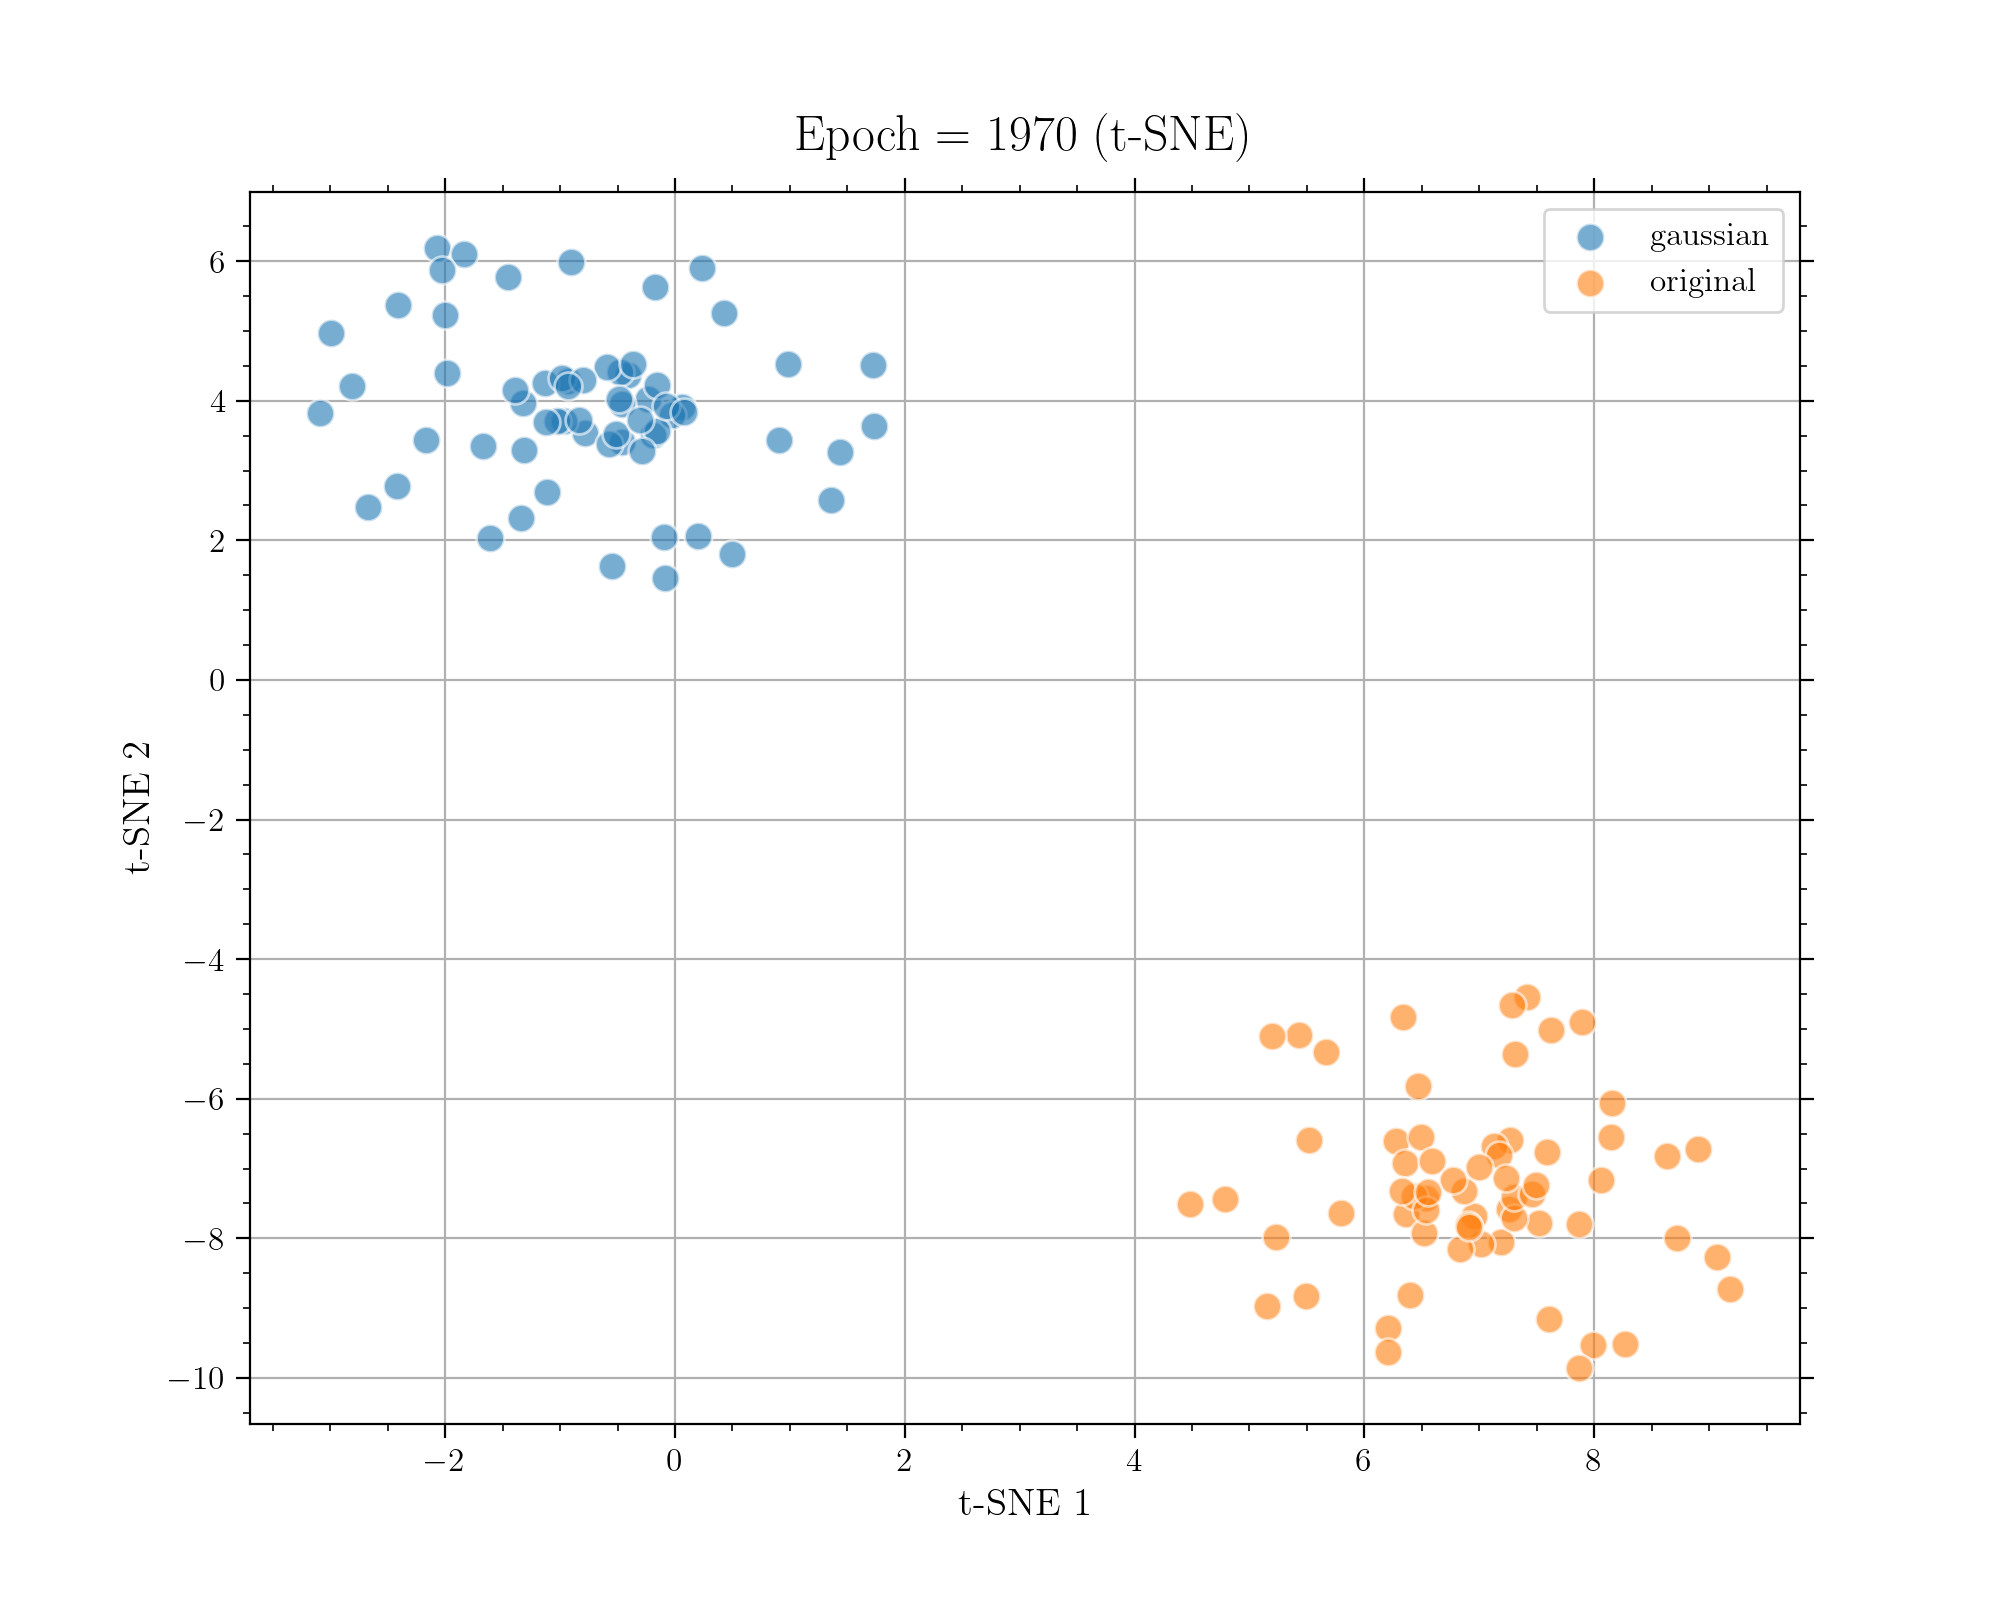 Epoch = 1970 (t-SNE)
gaussian
original
6
4
2
0
−2
−4
−6
−8
−10
t-SNE 2
−2 0 2 4 6 8
t-SNE 1